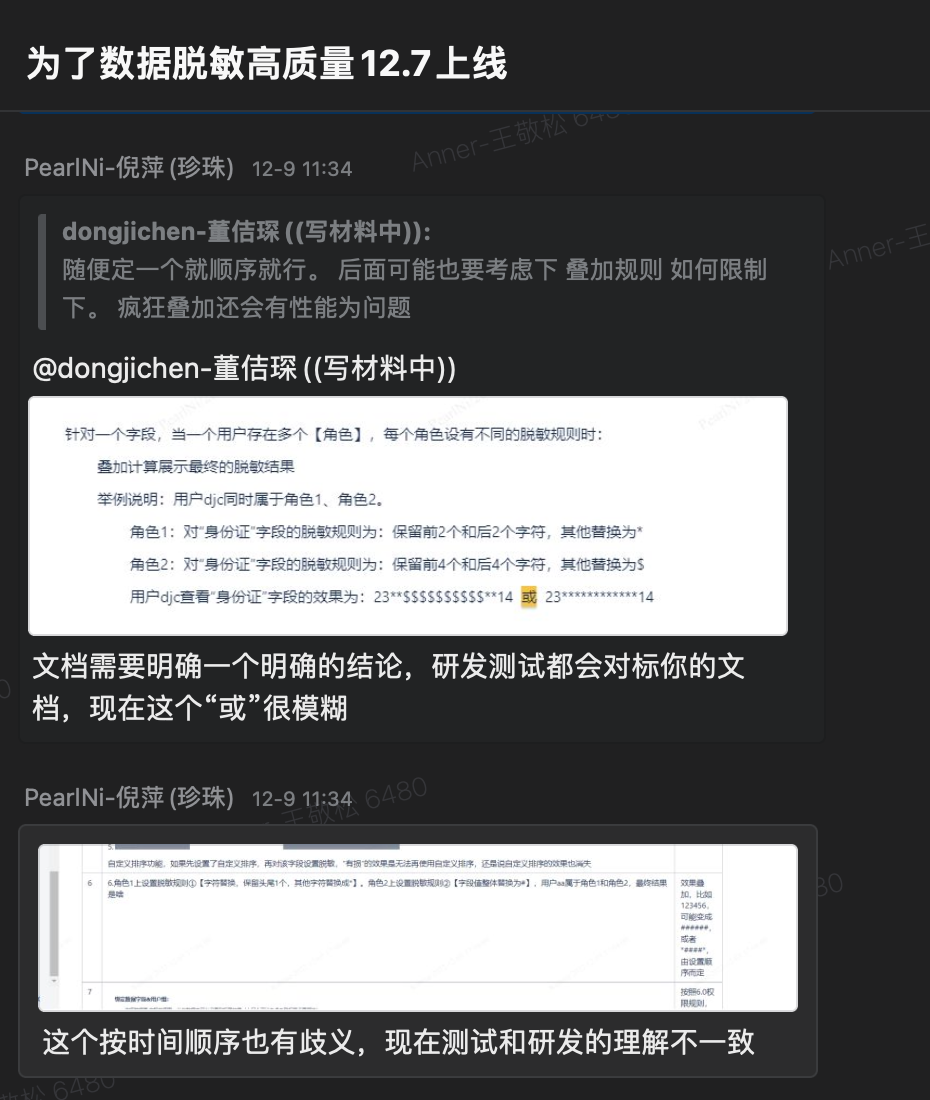 为了数据脱敏高质量12.7上线
Anner-王敬松 6480
PearlNi-倪萍 (珍珠) 12-9 11:34
Anner-王
dongjichen-董佶琛 ((写材料中)):
随便定一个就顺序就行。 后面可能也要考虑下 叠加规则 如何限制
下。 疯狂叠加还会有性能为问题
@dongjichen-董佶琛 ((写材料中))
针对一个字段，当一个用户存在多个【角色】，每个角色设有不同的脱敏规则时：
叠加计算展示最终的脱敏结果
举例说明：用户djc同时属于角色1、角色2。
角色1：对“身份证”字段的脱敏规则为：保留前2个和后2个字符，其他替换为*
角色2：对“身份证”字段的脱敏规则为：保留前4个和后4个字符，其他替换为$
用户djc查看“身份证”字段的效果为：23**$$$$$$$$$$**14 或 23************14
文档需要明确一个明确的结论，研发测试都会对标你的文
档，现在这个“或”很模糊
PearlNi-倪萍 (珍珠) 12-9 11:34
王敬松 6480
5.
自定义排序功能，如果先设置了自定义排序，再对该字段设置脱敏，“有损”的效果是无法再使用自定义排序，还是说自定义排序的效果也消失
6
6.角色1上设置脱敏规则①【字符替换，保留头尾1个，其他字符替换成*】。角色2上设置脱敏规则②【字段值整体替换为#】，用户aa属于角色1和角色2，最终结果
是啥
效果叠
加，比如
123456，
可能变成
######，
或者
*####*，
由设置顺
序而定
7
绑定数据字段/用户组：
按照6.0权
限规则，
这个按时间顺序也有歧义，现在测试和研发的理解不一致
敬松 6480